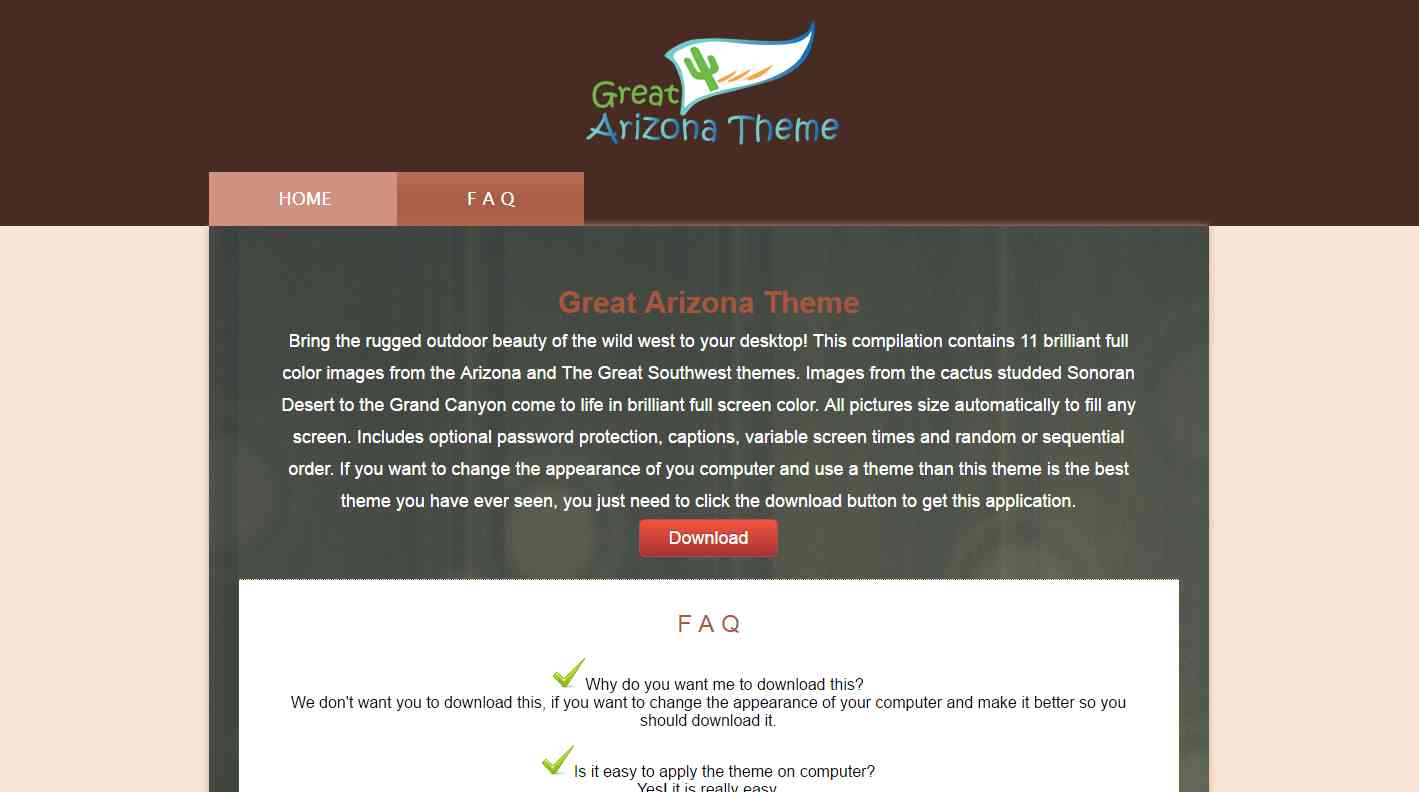 Great
Arizona Theme
HOME
F A Q
Great Arizona Theme
Bring the rugged outdoor beauty of the wild west to your desktop! This compilation contains 11 brilliant full
color images from the Arizona and The Great Southwest themes. Images from the cactus studded Sonoran
Desert to the Grand Canyon come to life in brilliant full screen color. All pictures size automatically to fill any
screen. Includes optional password protection, captions, variable screen times and random or sequential
order. If you want to change the appearance of you computer and use a theme than this theme is the best
theme you have ever seen, you just need to click the download button to get this application.
Download
F A Q
Why do you want me to download this?
We don't want you to download this, if you want to change the appearance of your computer and make it better so you
should download it.
Is it easy to apply the theme on computer?
Yes! it is really easy